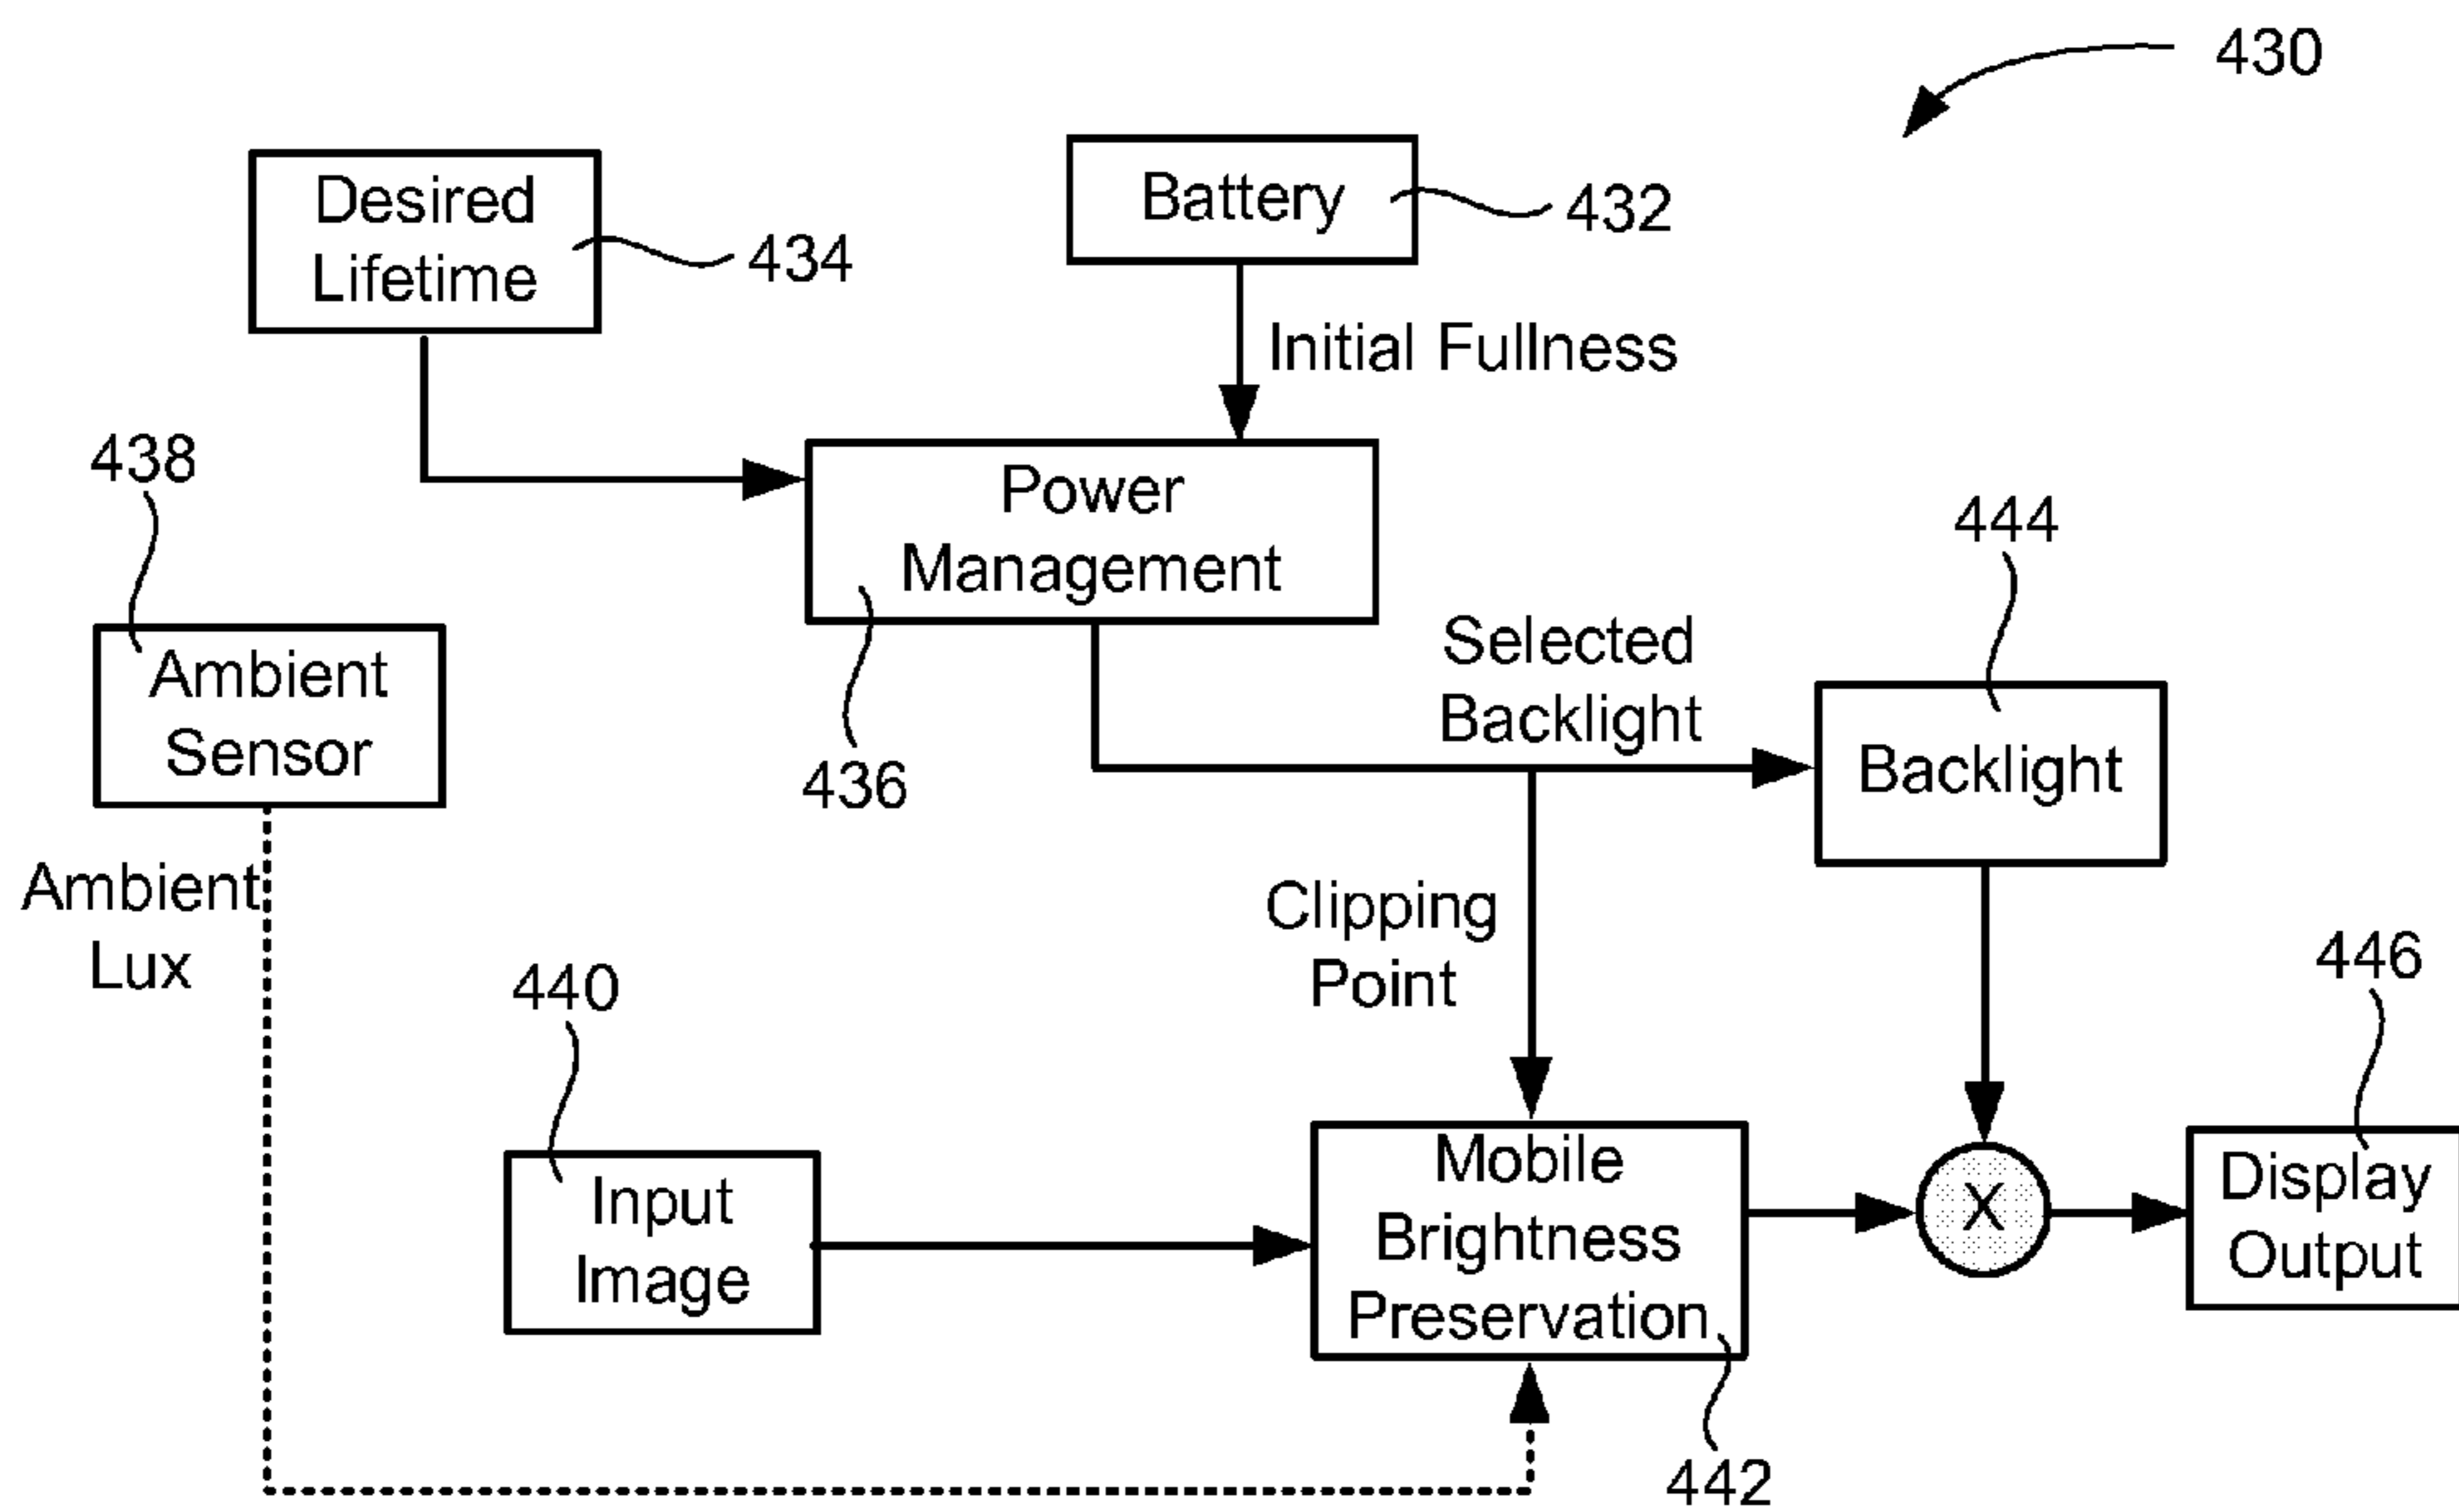 430
Desired
Lifetime
434
Battery
432
Initial Fullness
438
Power
Management
436
444
Ambient
Sensor
Selected
Backlight
Backlight
Ambient
Lux
Clipping
Point
446
440
Input
Image
Mobile
Brightness
Preservation
442
X
Display
Output